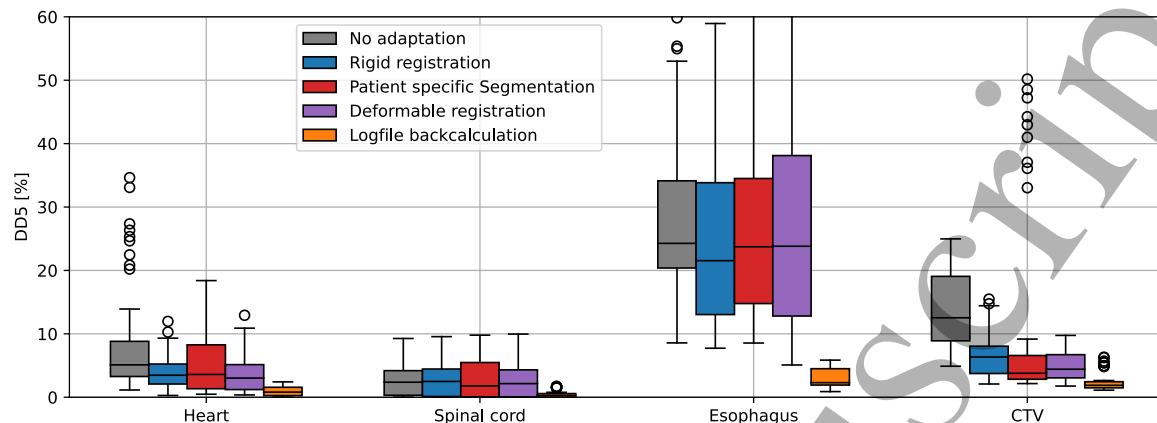 No adaptation
Rigid registration
Patient specific Segmentation
Deformable registration
Logfile backcalculation
DD5 [%]
60
50
40
30
20
10
0
Heart
Spinal cord
Esophagus
CTV
scrip